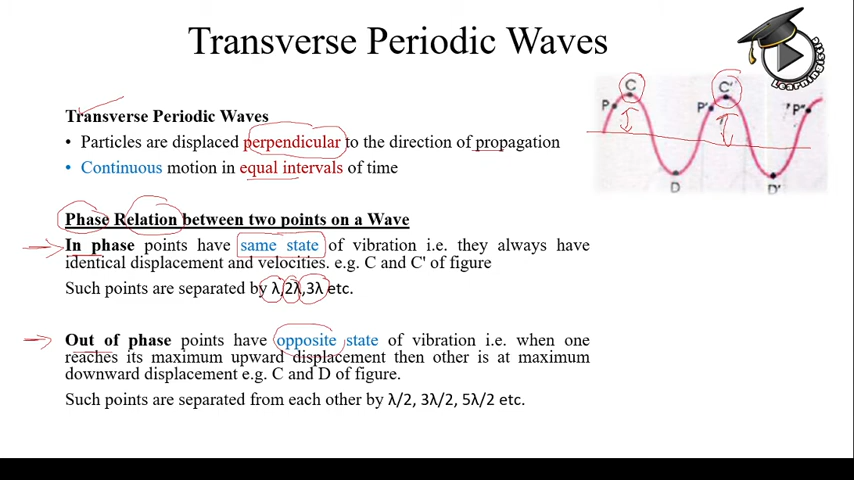 Transverse Periodic Waves
Transverse Periodic Waves
• Particles are displaced perpendicular to the direction of propagation
• Continuous motion in equal intervals of time
Phase Relation between two points on a Wave
In phase points have same state of vibration i.e. they always have
identical displacement and velocities. e.g. C and C' of figure
Such points are separated by λ,2λ,3λ etc.
Out of phase points have opposite state of vibration i.e. when one
reaches its maximum upward displacement then other is at maximum
downward displacement e.g. C and D of figure.
Such points are separated from each other by λ/2, 3λ/2, 5λ/2 etc.
C C'
P P' P"
D D'